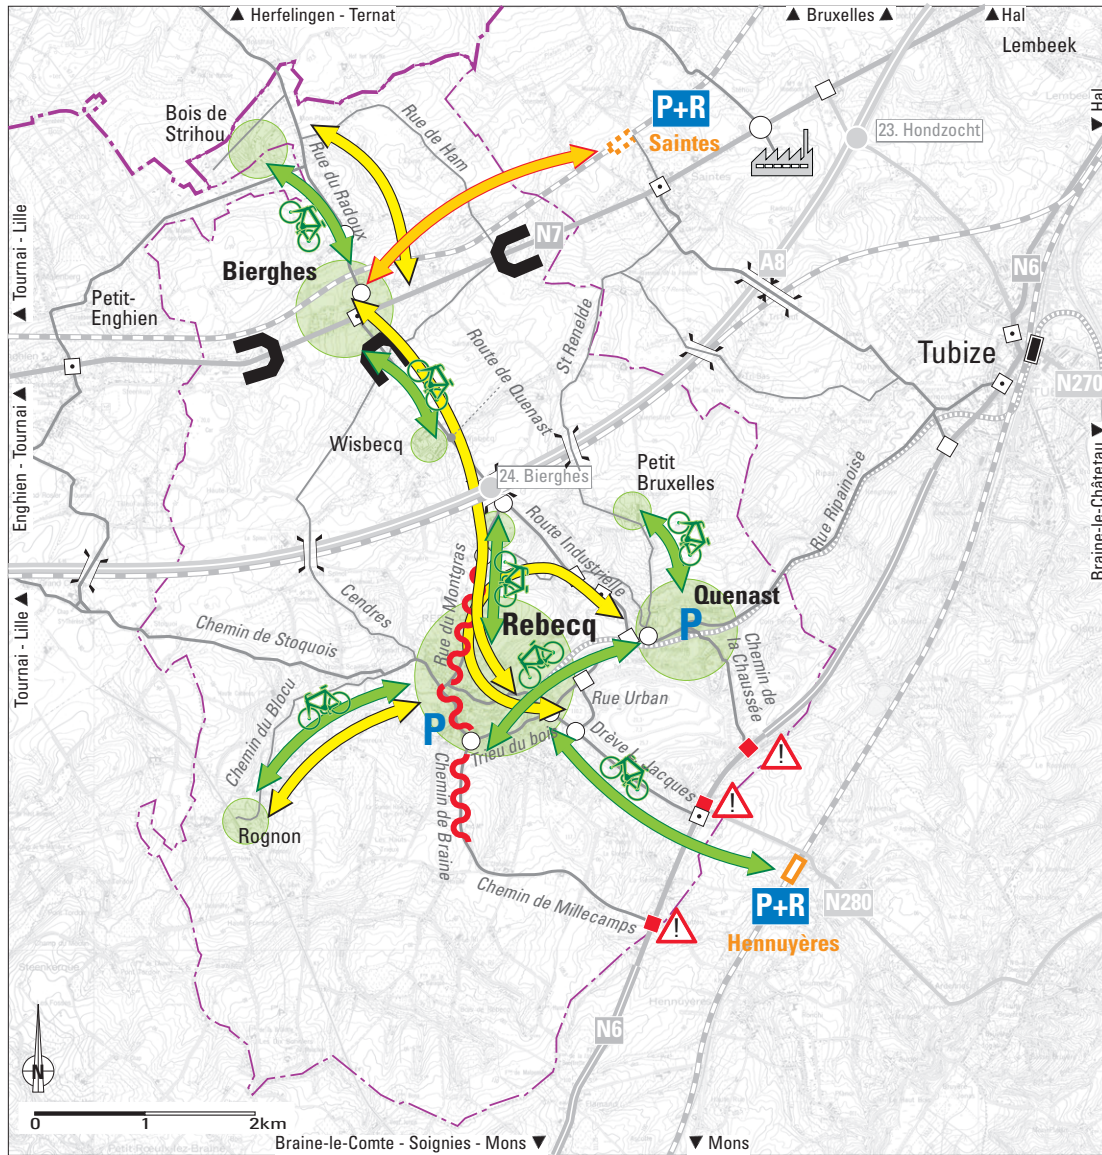 ▲ Herfelingen - Ternat
▲ Bruxelles ▲
▲Hal
Lembeek
Bois de
Strihou
Rue de Ham
P+R
Saintes
23. Hondzocht
▲ Hal
Rue du Radoux
N7
A8
N6
Bierghes
▲ Tournai - Lille
Petit-
Enghien
St Renelde
Route de Quenast
Tubize
N270
Enghien - Tournai ▲
Wisbecq
24. Bierghes
Petit
Bruxelles
Rue Ripainoise
Braine-le-Châtetau ▼
Route Industrielle
Tournai - Lille ▲
Cendres
Rue du Montgras
Quenast
P
Rebecq
Chemin de Stoquois
Chemin de
la Chaussée
Chemin du Blocu
Rue Urban
P
Trieu du bois
Drève L. Jacques
Chemin de Braine
Rognon
Chemin de Millecamps
P+R
Hennuyères
N280
N6
N
0 1 2km
Braine-le-Comte - Soignies - Mons ▼
▼ Mons